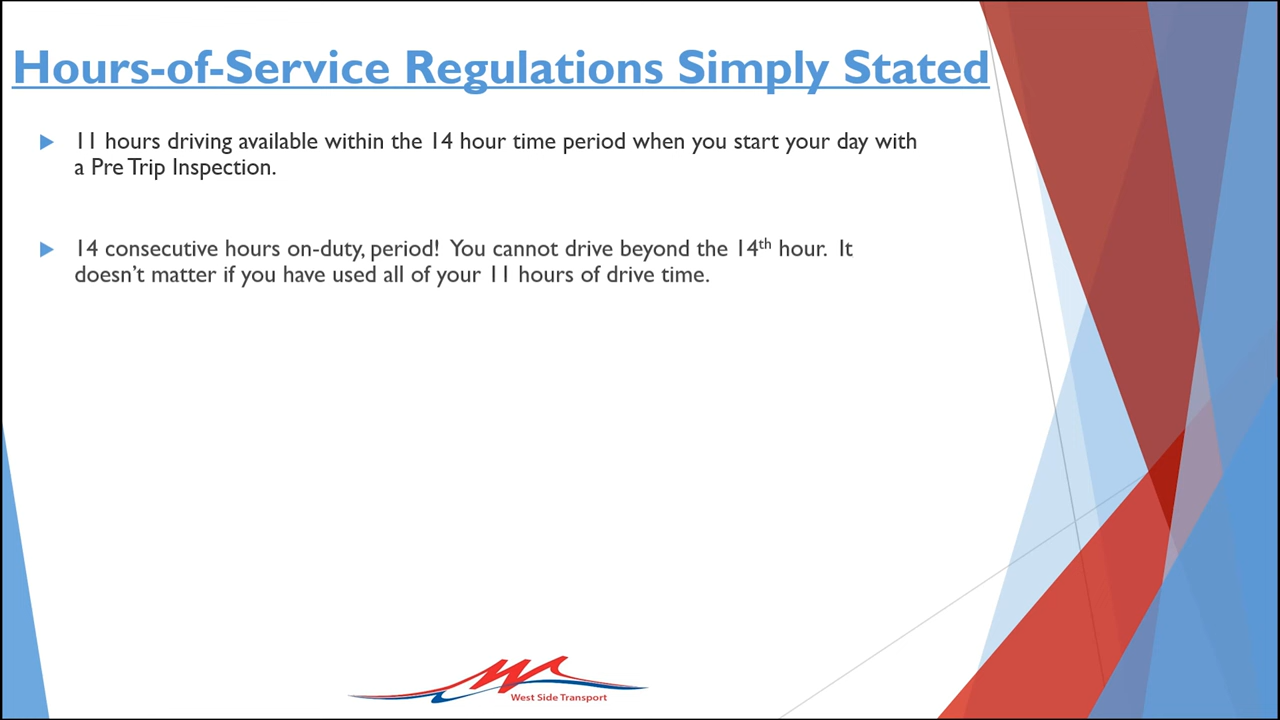 Hours-of-Service Regulations Simply Stated
11 hours driving available within the 14 hour time period when you start your day with
a Pre Trip Inspection.
14 consecutive hours on-duty, period!  You cannot drive beyond the 14th hour.  It
doesn’t matter if you have used all of your 11 hours of drive time.
West Side Transport